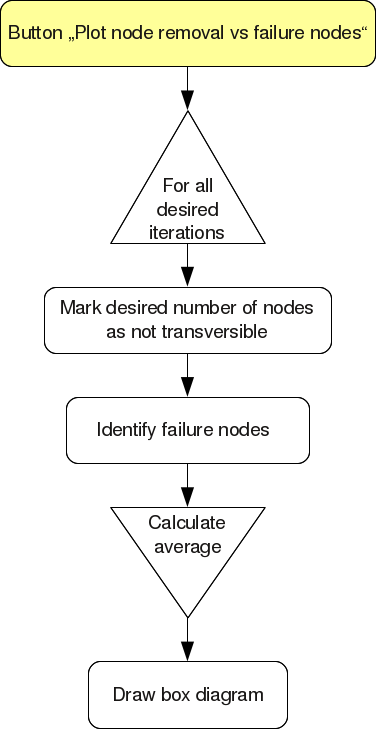 Button „Plot node removal vs failure nodes“
For all
desired
iterations
Mark desired number of nodes
as not transversible
Identify failure nodes
Calculate
average
Draw box diagram